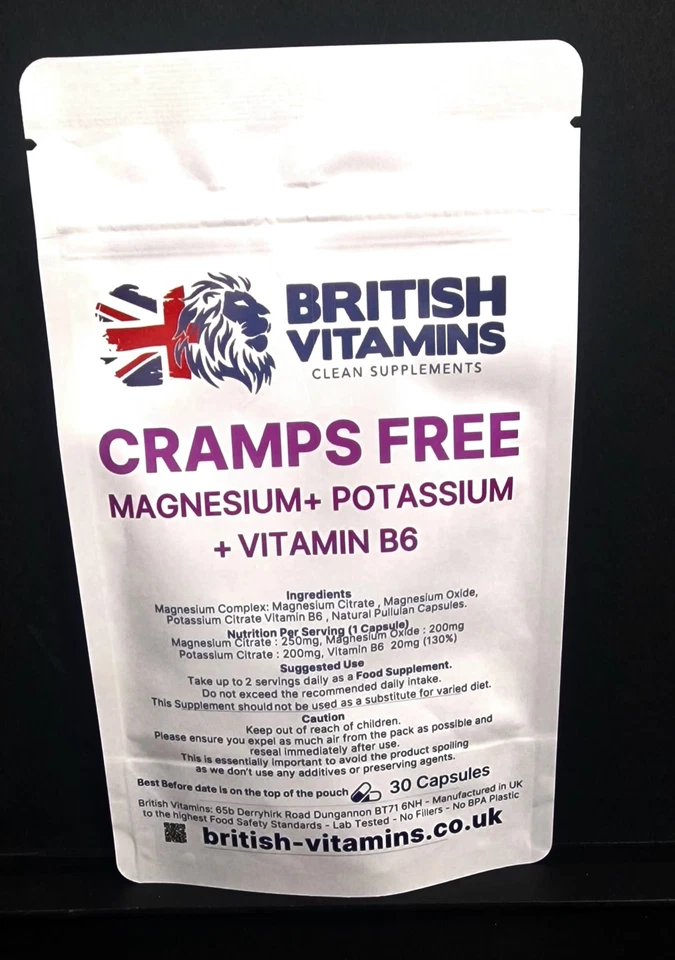 BRITISH
VITAMINS
CLEAN SUPPLEMENTS
CRAMPS FREE
MAGNESIUM+ POTASSIUM
+ VITAMIN B6
Ingredients
Magnesium Complex: Magnesium Citrate , Magnesium Oxide,
Potassium Citrate Vitamin B6 , Natural Pullulan Capsules.
Nutrition Per Serving (1 Capsule)
Magnesium Citrate : 250mg, Magnesium Oxide : 200mg
Potassium Citrate : 200mg, Vitamin B6 20mg (130%)
Suggested Use
Take up to 2 servings daily as a Food Supplement.
Do not exceed the recommended daily intake.
This Supplement should not be used as a substitute for varied diet.
Caution
Keep out of reach of children.
Please ensure you expel as much air from the pack as possible and
reseal immediately after use.
This is essentially important to avoid the product spoiling
as we don't use any additives or preserving agents.
Best Before date is on the top of the pouch 30 Capsules
British Vitamins: 65b Derryhirk Road Dungannon BT71 6NH - Manufactured in UK
to the highest Food Safety Standards - Lab Tested - No Fillers - No BPA Plastic
british-vitamins.co.uk